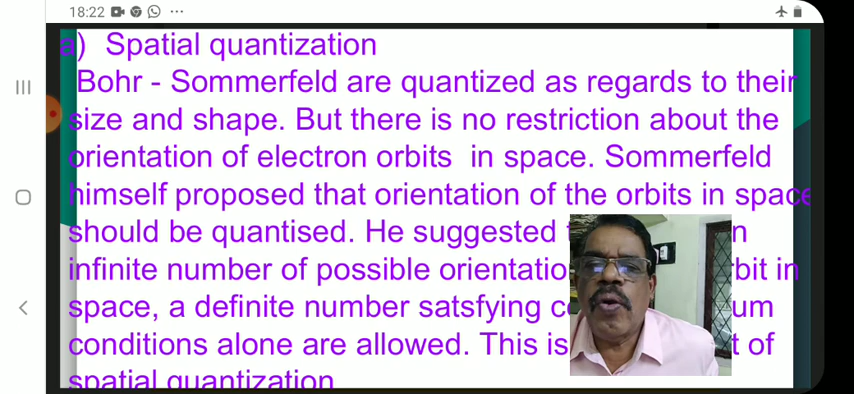 18:22
a) Spatial quantization
Bohr - Sommerfeld are quantized as regards to their
size and shape. But there is no restriction about the
orientation of electron orbits in space. Sommerfeld
himself proposed that orientation of the orbits in space
should be quantised. He suggested
infinite number of possible in
space, a definite number satsfying
conditions alone are allowed. This is of
spatial quantization